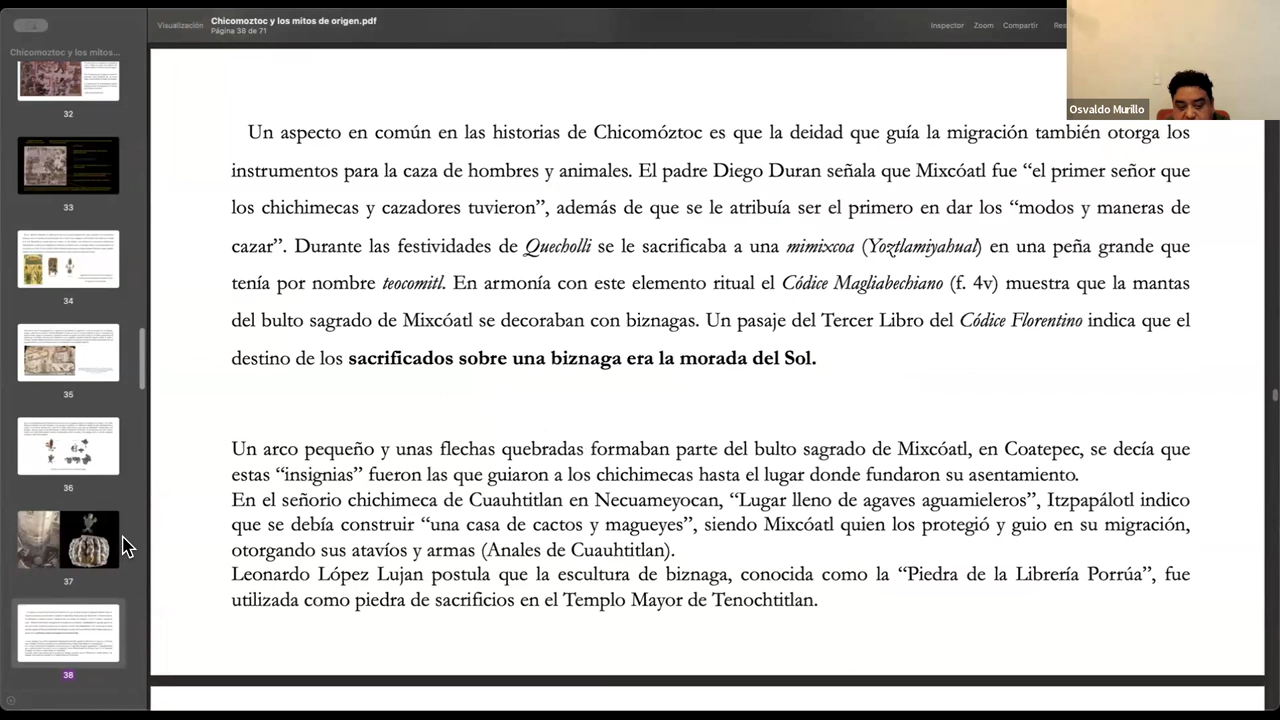 Visualización
Chicomoztoc y los mitos de origen.pdf
Página 38 de 71
Inspector
Zoom
Compartir
Osvaldo Murillo
Chicomoztoc y los mitos...
32
33
34
35
36
37
38
Un aspecto en común en las historias de Chicomóztoc es que la deidad que guía la migración también otorga los
instrumentos para la caza de hombres y animales. El padre Diego Duran señala que Mixcóatl fue “el primer señor que
los chichimecas y cazadores tuvieron”, además de que se le atribuía ser el primero en dar los “modos y maneras de
cazar”. Durante las festividades de Quecholli se le sacrificaba a una mimixcoa (Yoztlamiyahual) en una peña grande que
tenía por nombre teocomitl. En armonía con este elemento ritual el Códice Magliabechiano (f. 4v) muestra que la mantas
del bulto sagrado de Mixcóatl se decoraban con biznagas. Un pasaje del Tercer Libro del Códice Florentino indica que el
destino de los sacrificados sobre una biznaga era la morada del Sol.
Un arco pequeño y unas flechas quebradas formaban parte del bulto sagrado de Mixcóatl, en Coatepec, se decía que
estas “insignias” fueron las que guiaron a los chichimecas hasta el lugar donde fundaron su asentamiento.
En el señorio chichimeca de Cuauhtitlan en Necuameyocan, “Lugar lleno de agaves aguamieleros”, Itzpapálotl indico
que se debía construir “una casa de cactos y magueyes”, siendo Mixcóatl quien los protegió y guio en su migración,
otorgando sus atavíos y armas (Anales de Cuauhtitlan).
Leonardo López Lujan postula que la escultura de biznaga, conocida como la “Piedra de la Librería Porrúa”, fue
utilizada como piedra de sacrificios en el Templo Mayor de Tenochtitlan.